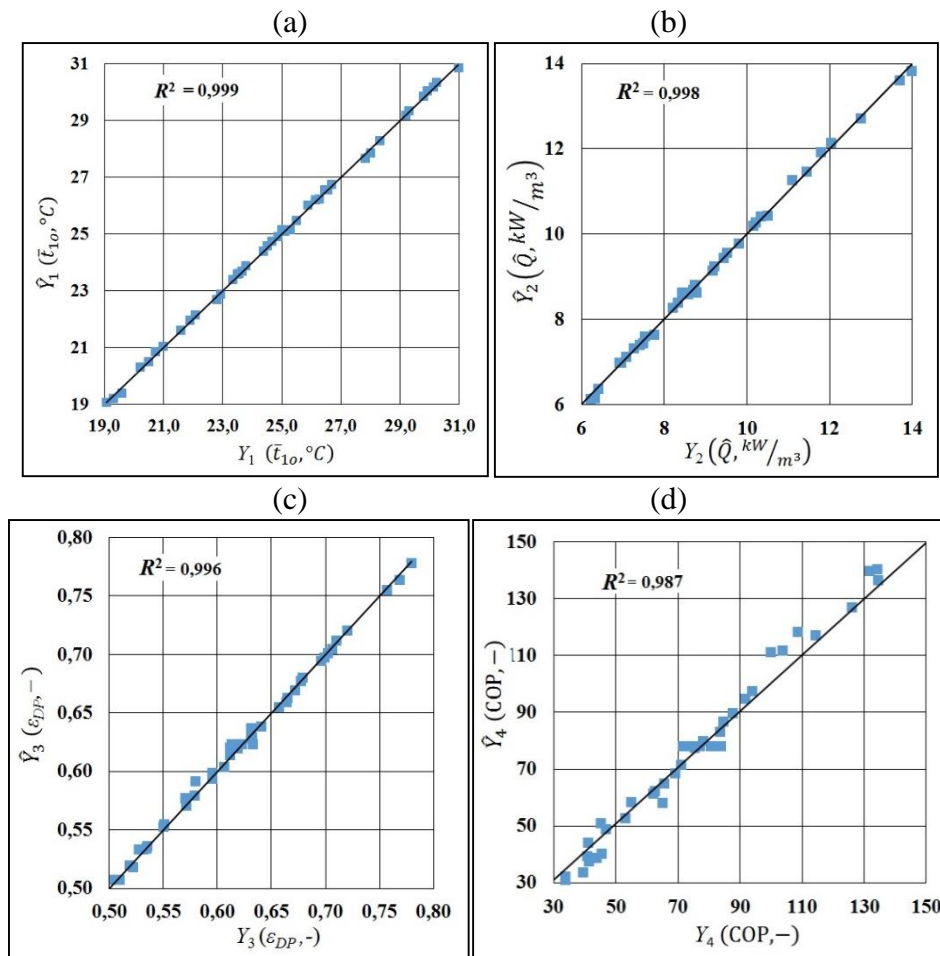 (a)
(b)
R² = 0,999
31
29
27
25
23
21
19
19,0 21,0 23,0 25,0 27,0 29,0 31,0
Ŷ₁ (t̄₁ₒ,°C)
Y₁ (t̄₁ₒ,°C)
R² = 0,998
14
12
10
8
6
6 8 10 12 14
Ŷ₂ (Q̂, kW/m³)
Y₂ (Q̂, kW/m³)
(c)
(d)
R² = 0,996
0,80
0,75
0,70
0,65
0,60
0,55
0,50
0,50 0,55 0,60 0,65 0,70 0,75 0,80
Ŷ₃ (ε_DP, −)
Y₃ (ε_DP,-)
R² = 0,987
150
130
110
90
70
50
30
30 50 70 90 110 130 150
Ŷ₄ (COP,−)
Y₄ (COP,−)